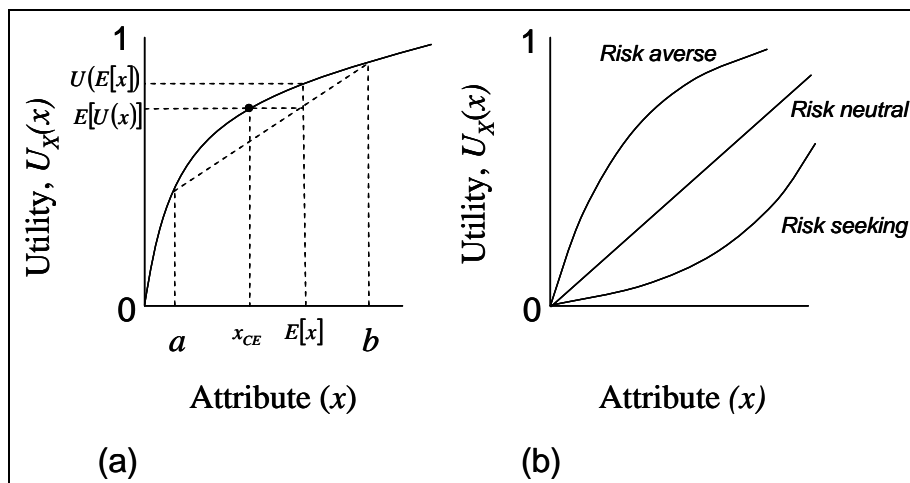 1
U(E[x])
E[U(x)]
Utility, U_X(x)
0
a
x_CE
E[x]
b
Attribute (x)
(a)
1
Risk averse
Risk neutral
Risk seeking
Utility, U_X(x)
0
Attribute (x)
(b)